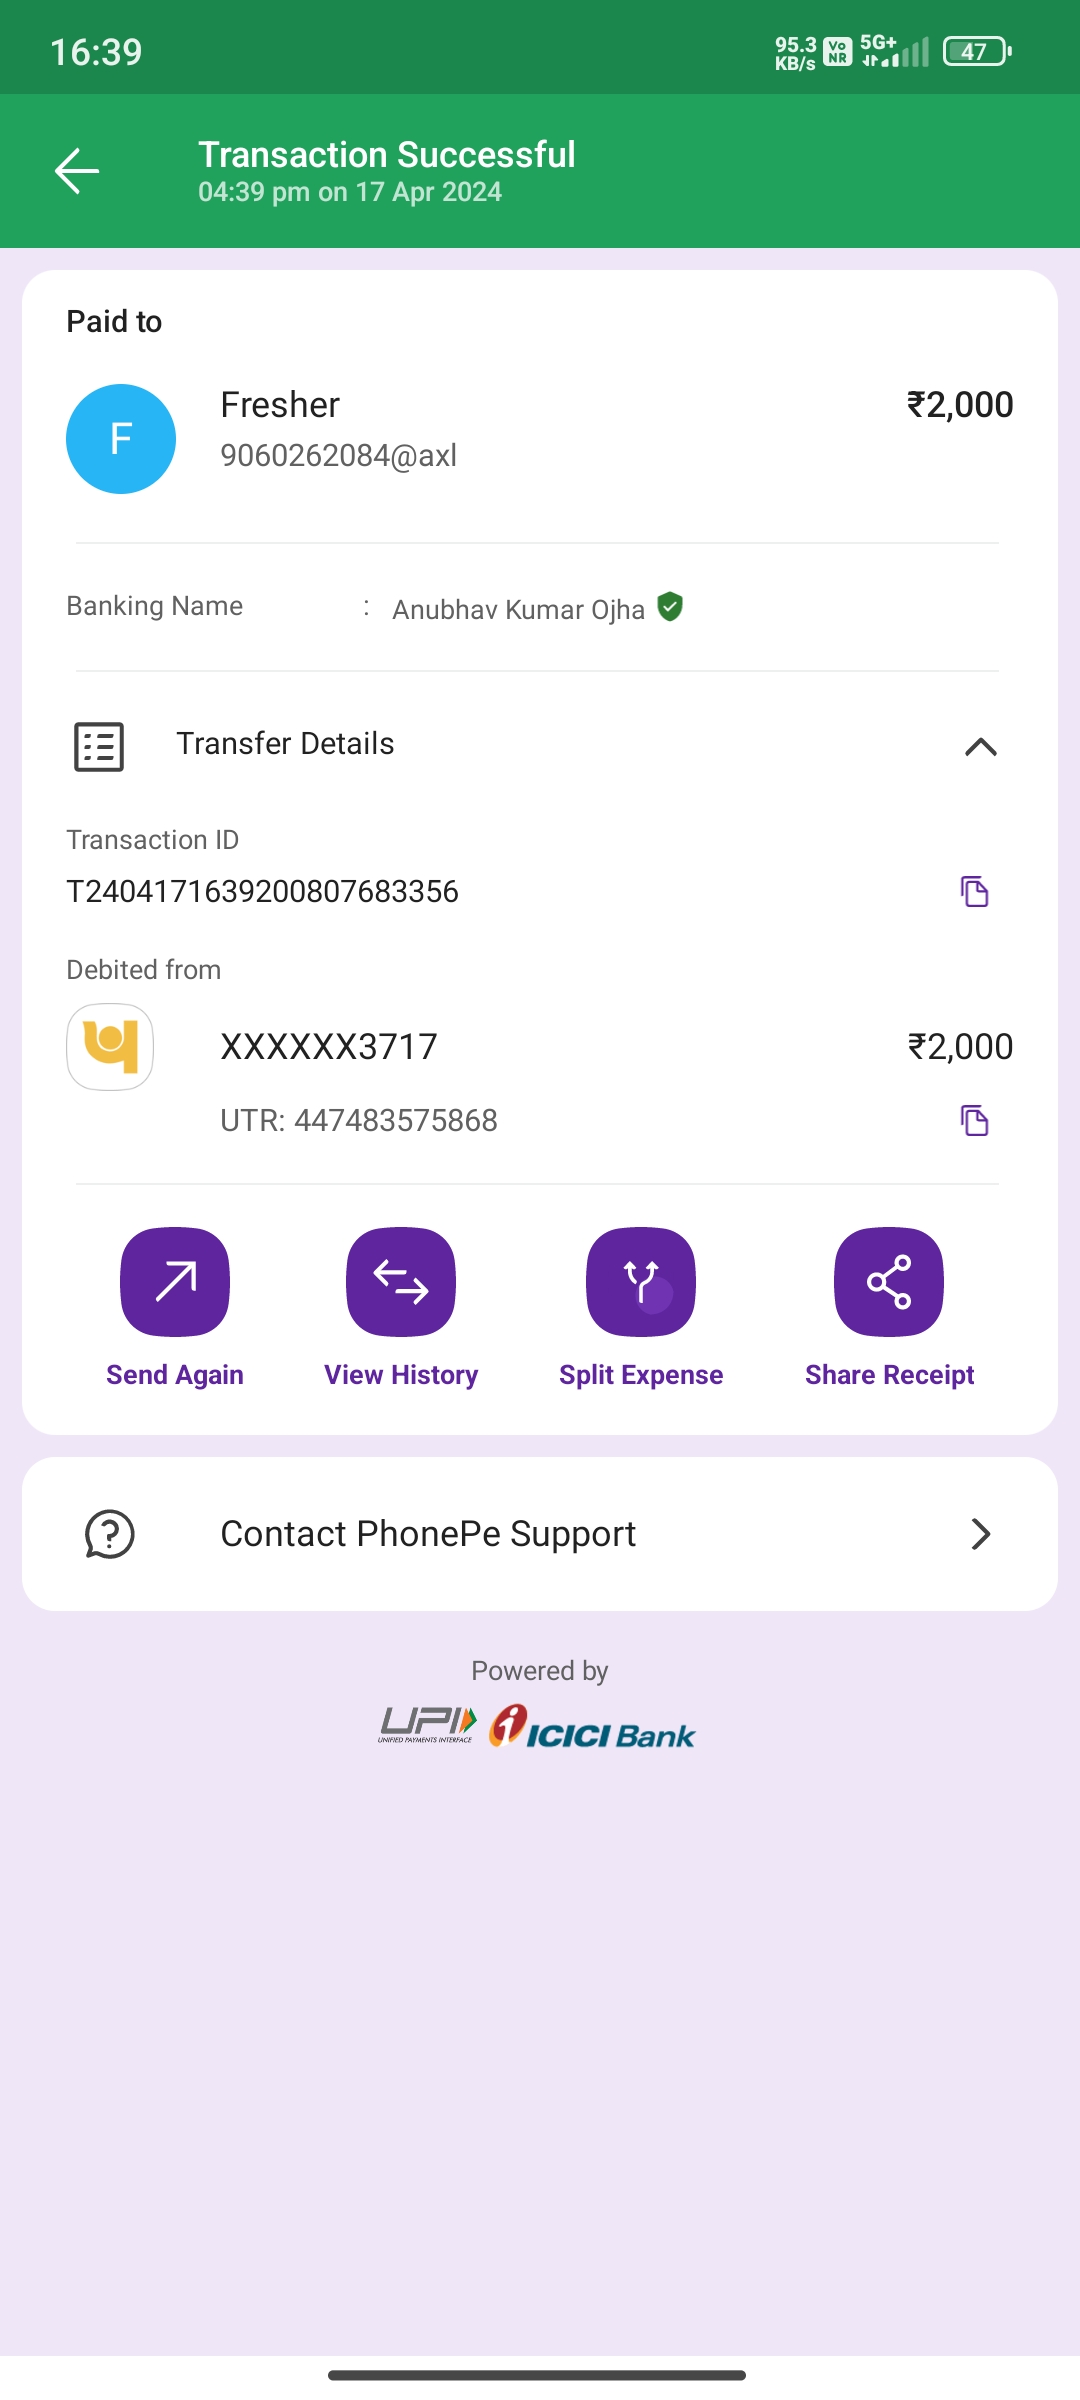 16:39
95.3 KB/s Vo NR 5G+ 47
Transaction Successful
04:39 pm on 17 Apr 2024
Paid to
F
Fresher
₹2,000
9060262084@axl
Banking Name : Anubhav Kumar Ojha
Transfer Details
Transaction ID
T2404171639200807683356
Debited from
XXXXXX3717
₹2,000
UTR: 447483575868
Send Again
View History
Split Expense
Share Receipt
Contact PhonePe Support
Powered by
UPI
UNIFIED PAYMENTS INTERFACE
ICICI Bank